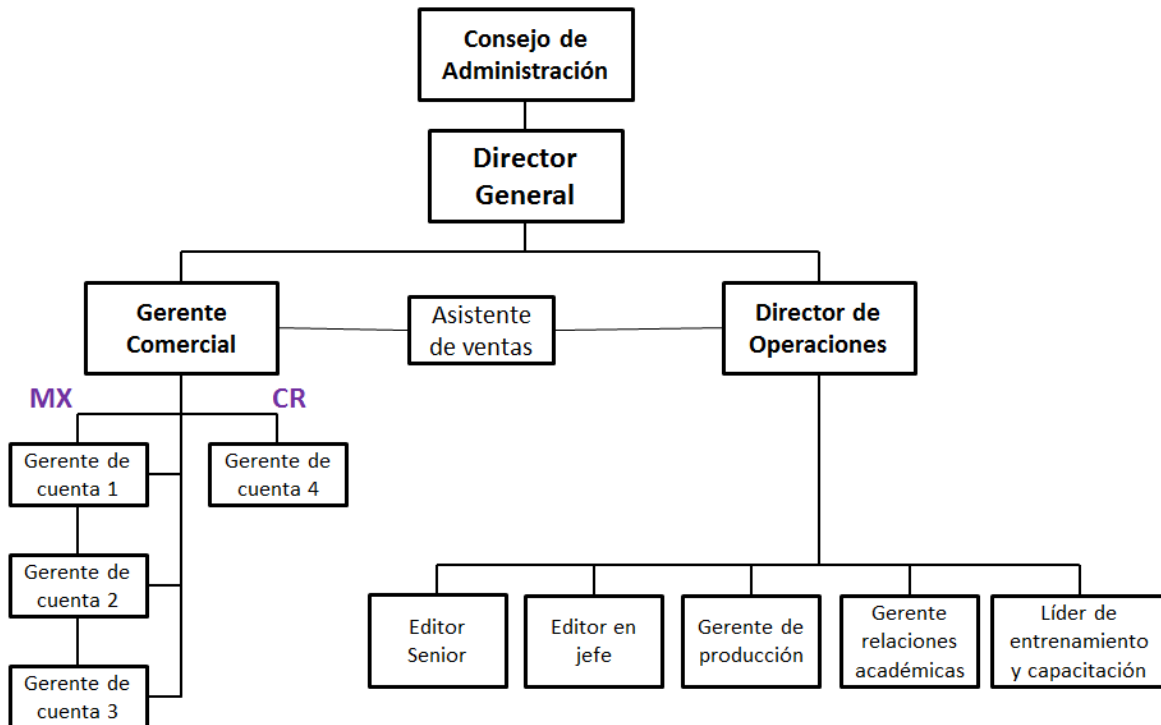 Consejo de
Administración
Director
General
Gerente
Comercial
Asistente
de ventas
Director de
Operaciones
MX
CR
Gerente de
cuenta 1
Gerente de
cuenta 4
Gerente de
cuenta 2
Gerente de
cuenta 3
Editor
Senior
Editor en
jefe
Gerente de
producción
Gerente
relaciones
académicas
Líder de
entrenamiento
y capacitación